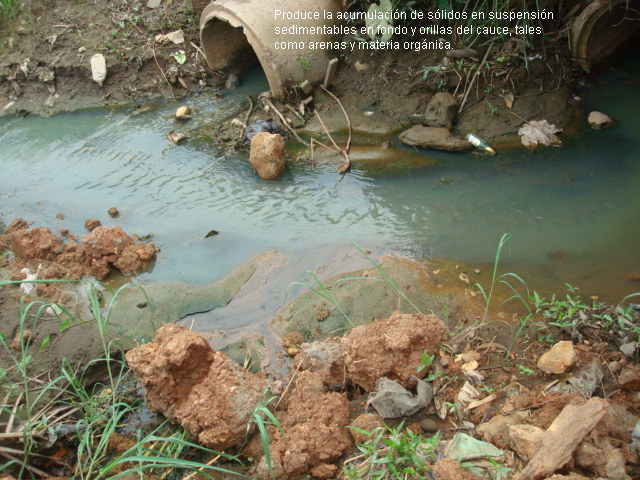 Produce la acumulación de sólidos en suspensión
sedimentables en fondo y orillas del cauce, tales
como arenas y materia orgánica.